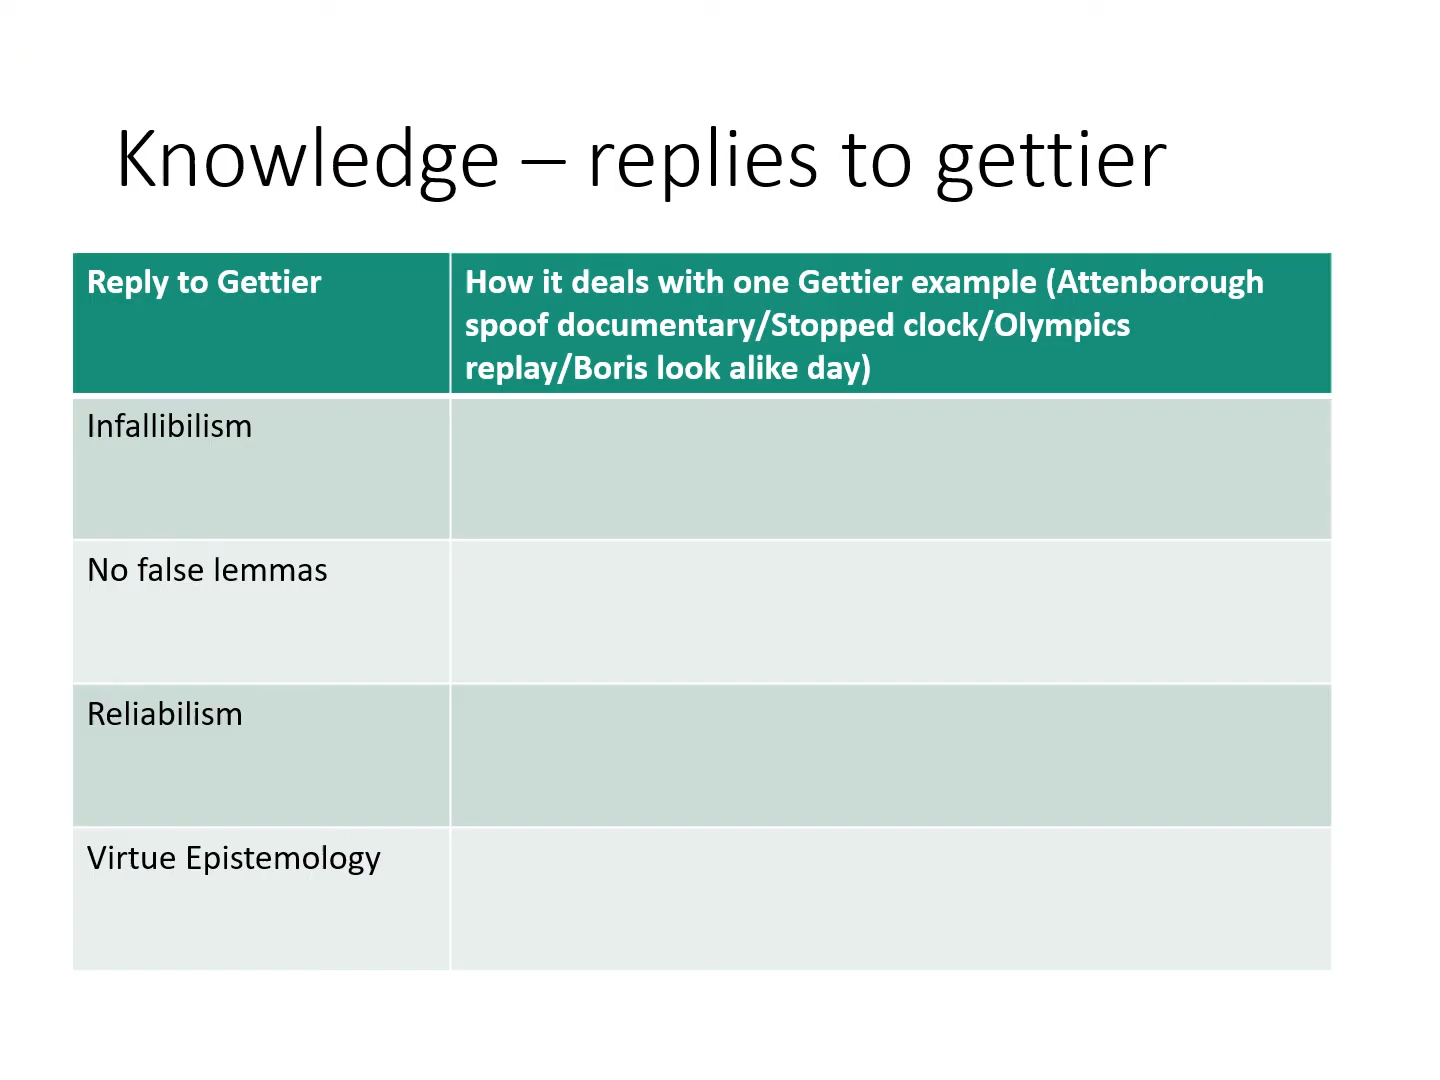 Knowledge – replies to gettier
Reply to Gettier
How it deals with one Gettier example (Attenborough
spoof documentary/Stopped clock/Olympics
replay/Boris look alike day)
Infallibilism
No false lemmas
Reliabilism
Virtue Epistemology